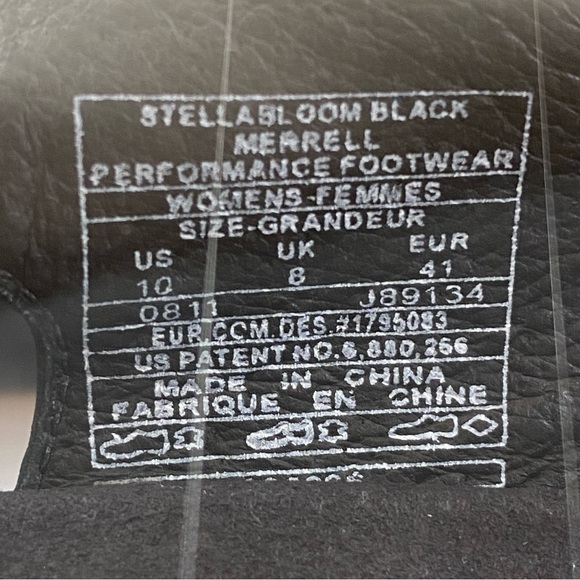 STELLABLOOM BLACK
MERRELL
PERFORMANCE FOOTWEAR
WOMENS-FEMMES
SIZE-GRANDEUR
US UK EUR
10 8 41
0811 J89134
EUR.COM.DES.#1795083
US PATENT NO.6,880,266
MADE IN CHINA
FABRIQUE EN CHINE